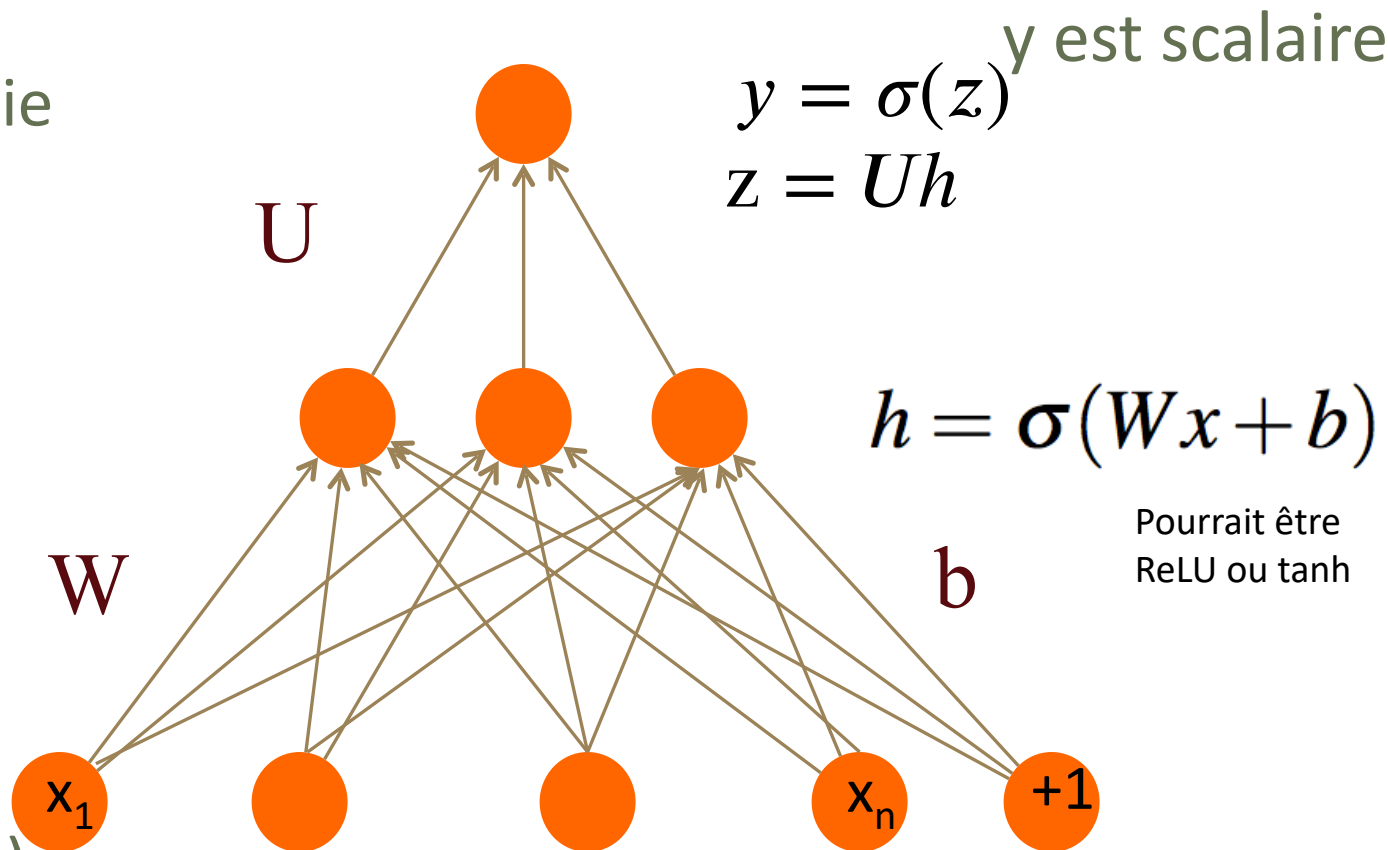 y est scalaire
ie
y = σ(z)
z = Uh
U
h = σ(Wx+b)
Pourrait être
ReLU ou tanh
W
b
x₁
xₙ
+1
)